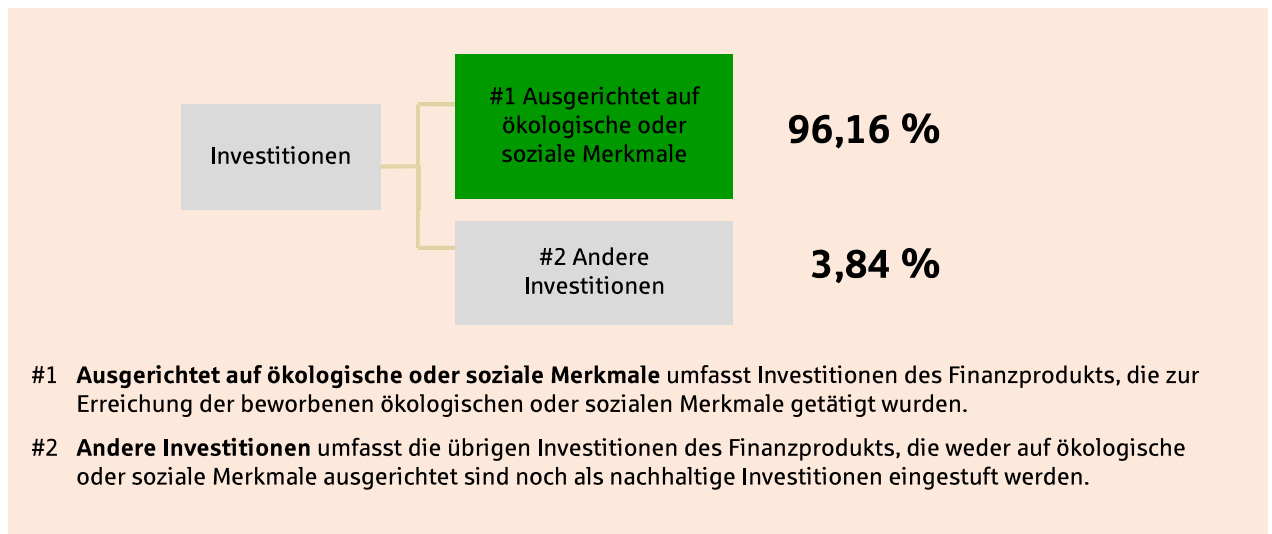 #1 Ausgerichtet auf
ökologische oder
soziale Merkmale
96,16 %
Investitionen
#2 Andere
Investitionen
3,84 %
#1 Ausgerichtet auf ökologische oder soziale Merkmale umfasst Investitionen des Finanzprodukts, die zur
Erreichung der beworbenen ökologischen oder sozialen Merkmale getätigt wurden.
#2 Andere Investitionen umfasst die übrigen Investitionen des Finanzprodukts, die weder auf ökologische
oder soziale Merkmale ausgerichtet sind noch als nachhaltige Investitionen eingestuft werden.